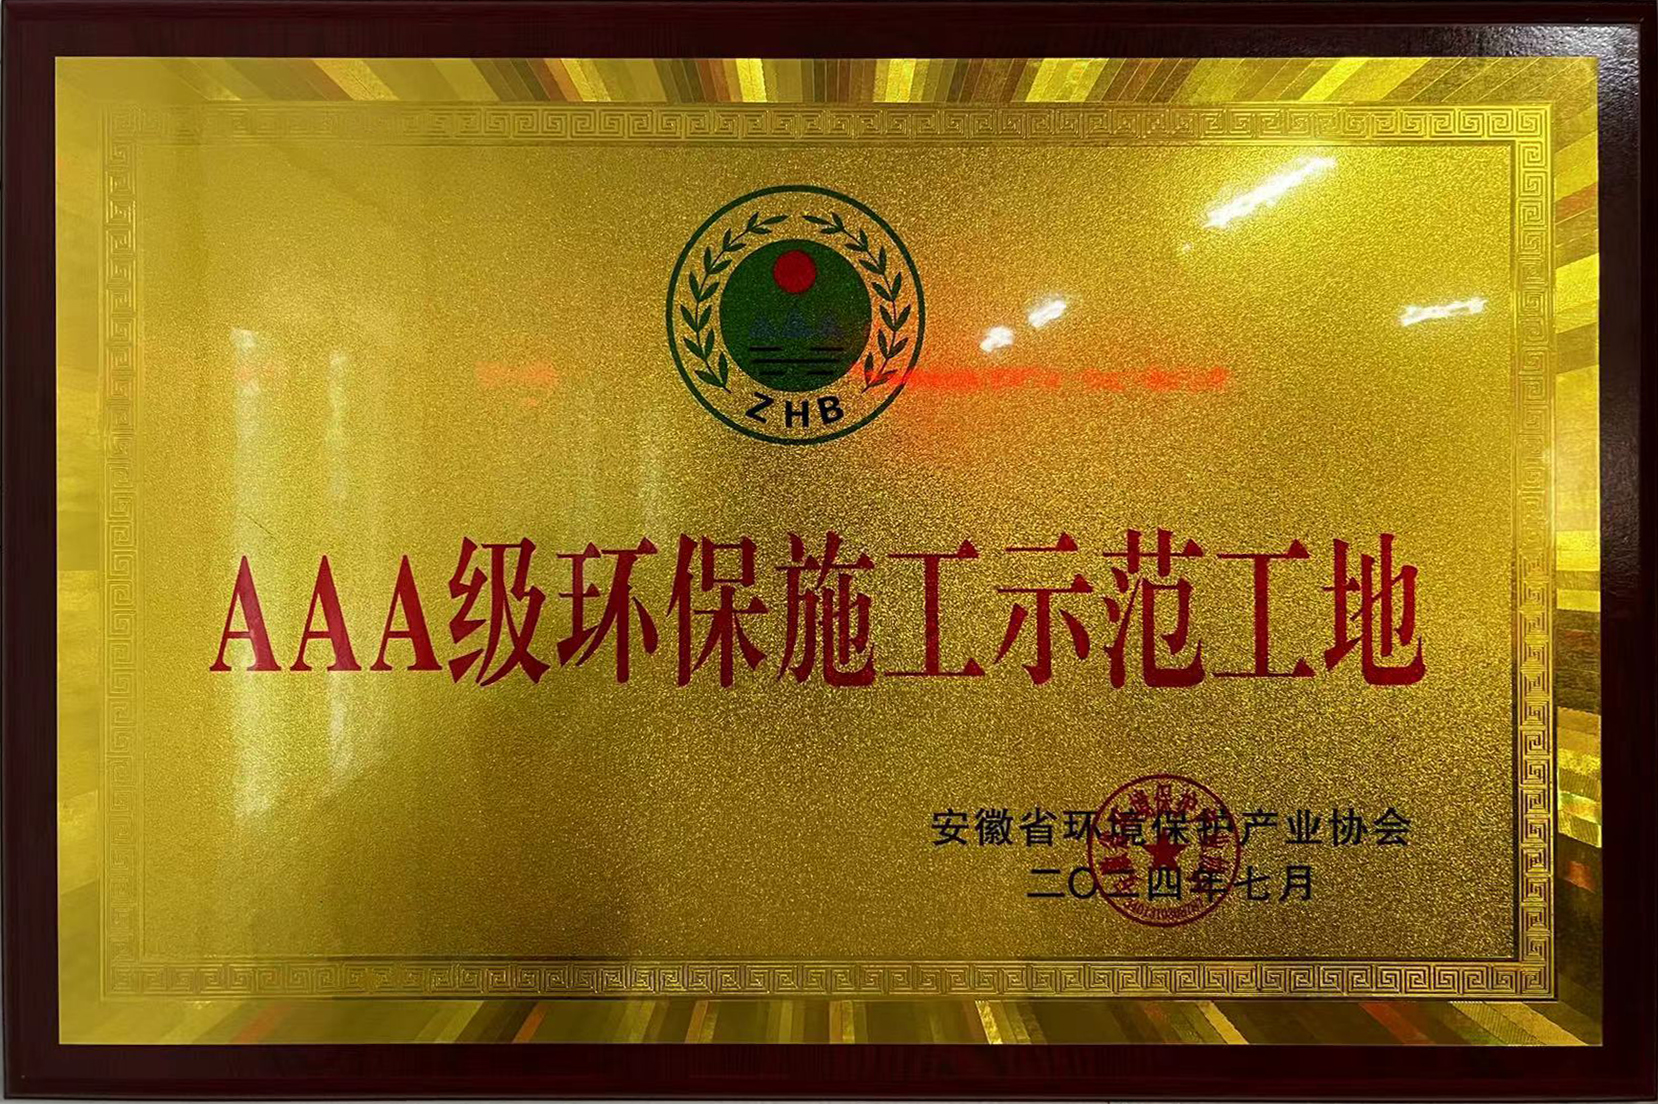 ZHB
AAA级环保施工示范工地
安徽省环境保护产业协会
二〇二四年七月